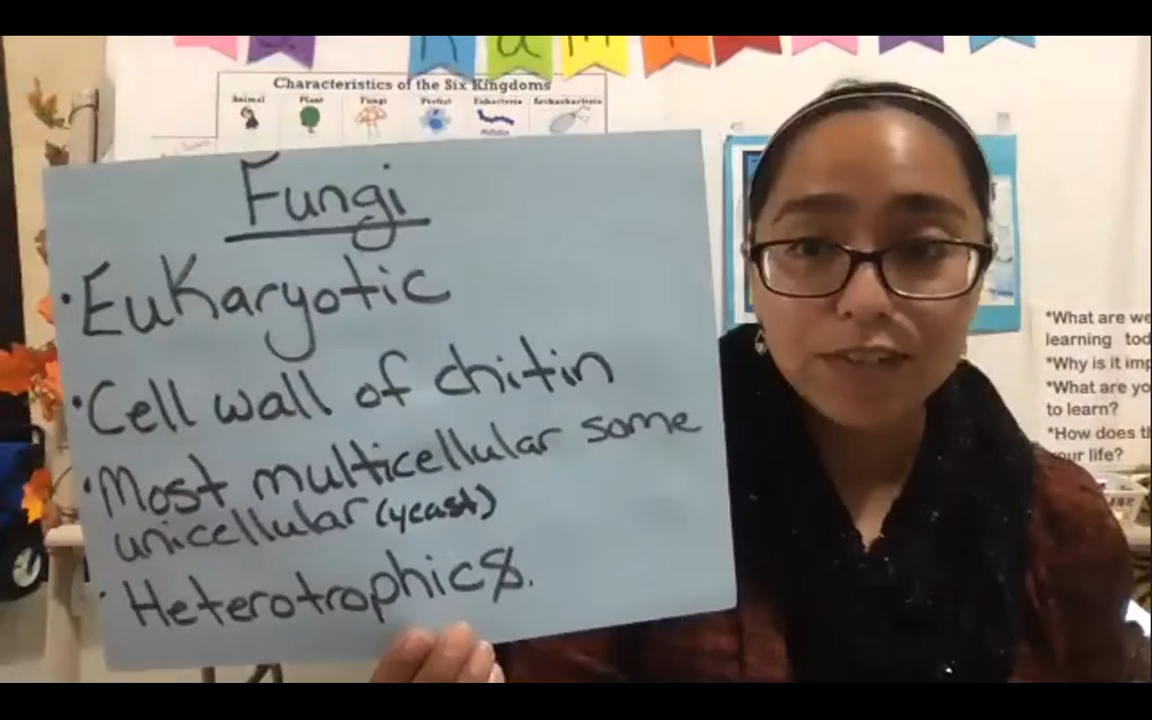 Characteristics of the Six Kingdoms
Animal Plant Fungi Protist Eubacteria Archaebacteria
Fungi
• Eukaryotic
• Cell wall of chitin
• Most multicellular some
unicellular (yeast)
• Heterotrophic
*What are we
learning tod
*Why is it imp
*What are yo
to learn?
*How does th
your life?